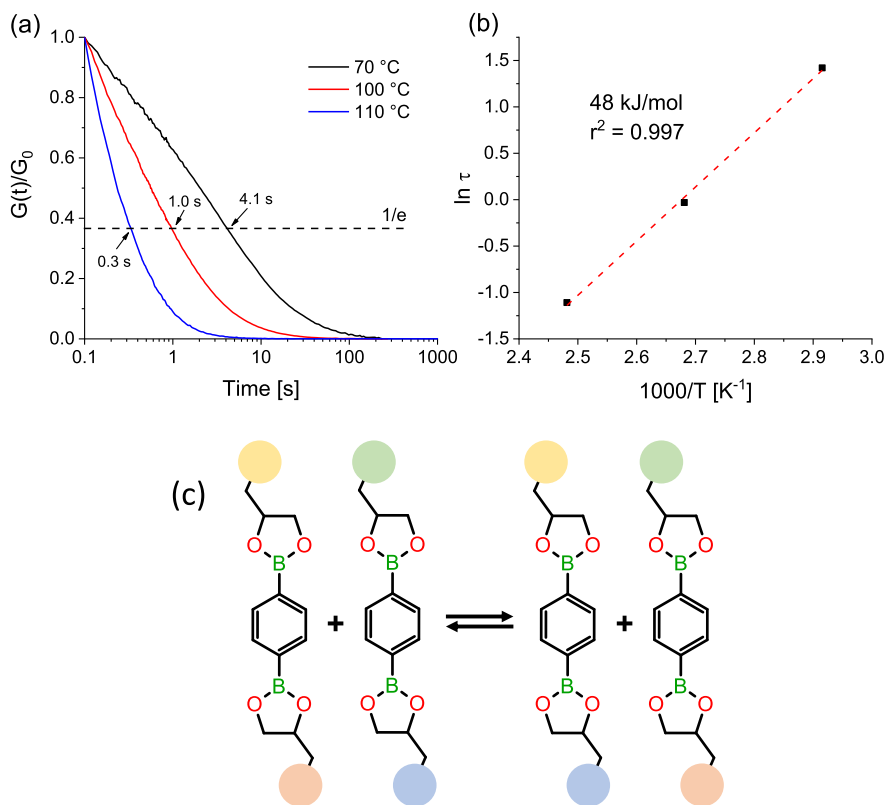 (a)
1.0
0.8
0.6
0.4
0.2
0.0
G(t)/G₀
70 °C
100 °C
110 °C
1.0 s
4.1 s
0.3 s
1/e
0.1
1
10
100
1000
Time [s]
(b)
1.5
1.0
0.5
0.0
-0.5
-1.0
-1.5
ln τ
48 kJ/mol
r² = 0.997
2.4
2.5
2.6
2.7
2.8
2.9
3.0
1000/T [K⁻¹]
(c)
O O O O O O O O
B B B B
+ +
B B B B
O O O O O O O O